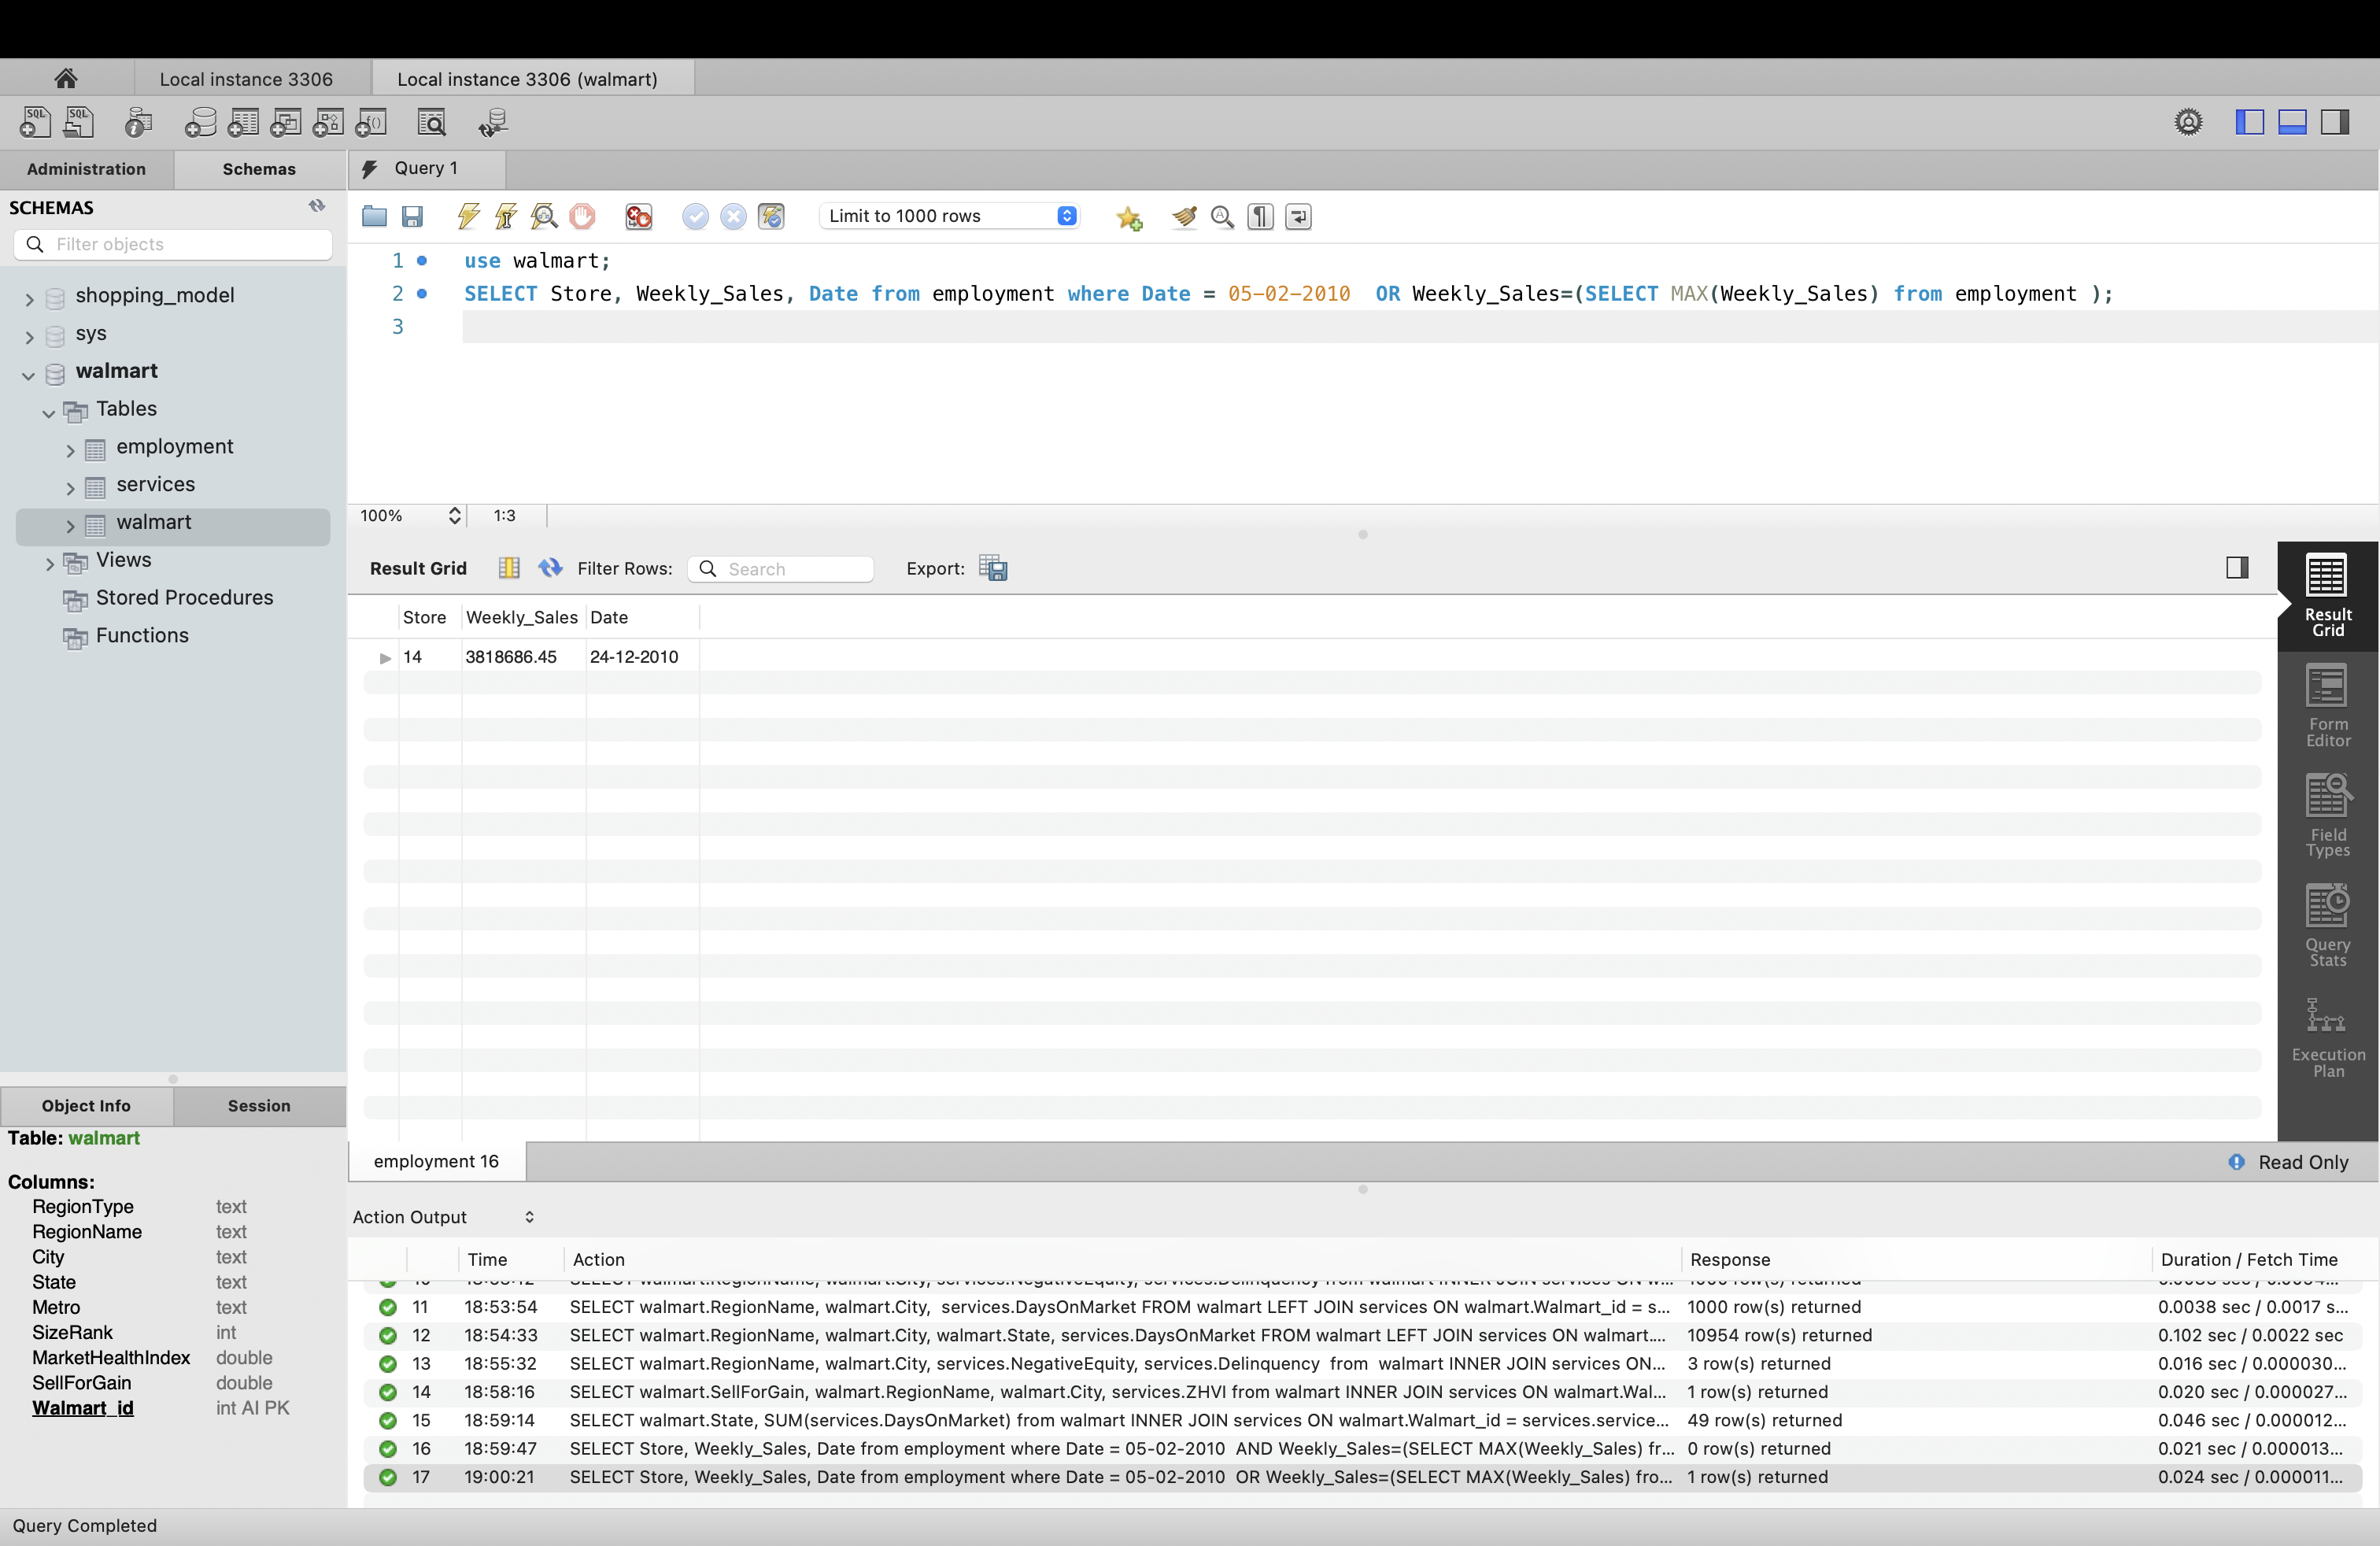 Local instance 3306
Local instance 3306 (walmart)
Administration
Schemas
Query 1
SCHEMAS
Filter objects
Limit to 1000 rows
1 use walmart;
2 SELECT Store, Weekly_Sales, Date from employment where Date = 05-02-2010  OR Weekly_Sales=(SELECT MAX(Weekly_Sales) from employment );
3
shopping_model
sys
walmart
Tables
employment
services
walmart
Views
Stored Procedures
Functions
100%
1:3
Result Grid
Filter Rows:
Search
Export:
Store Weekly_Sales Date
14 3818686.45 24-12-2010
Result
Grid
Form
Editor
Field
Types
Query
Stats
Execution
Plan
Object Info
Session
Table: walmart
Columns:
RegionType text
RegionName text
City text
State text
Metro text
SizeRank int
MarketHealthIndex double
SellForGain double
Walmart_id int AI PK
employment 16
Read Only
Action Output
Time Action Response Duration / Fetch Time
11 18:53:54 SELECT walmart.RegionName, walmart.City,  services.DaysOnMarket FROM walmart LEFT JOIN services ON walmart.Walmart_id = s... 1000 row(s) returned 0.0038 sec / 0.0017 s...
12 18:54:33 SELECT walmart.RegionName, walmart.City, walmart.State, services.DaysOnMarket FROM walmart LEFT JOIN services ON walmart.... 10954 row(s) returned 0.102 sec / 0.0022 sec
13 18:55:32 SELECT walmart.RegionName, walmart.City, services.NegativeEquity, services.Delinquency  from  walmart INNER JOIN services ON... 3 row(s) returned 0.016 sec / 0.000030...
14 18:58:16 SELECT walmart.SellForGain, walmart.RegionName, walmart.City, services.ZHVI from walmart INNER JOIN services ON walmart.Wal... 1 row(s) returned 0.020 sec / 0.000027...
15 18:59:14 SELECT walmart.State, SUM(services.DaysOnMarket) from walmart INNER JOIN services ON walmart.Walmart_id = services.service... 49 row(s) returned 0.046 sec / 0.000012...
16 18:59:47 SELECT Store, Weekly_Sales, Date from employment where Date = 05-02-2010  AND Weekly_Sales=(SELECT MAX(Weekly_Sales) fr... 0 row(s) returned 0.021 sec / 0.000013...
17 19:00:21 SELECT Store, Weekly_Sales, Date from employment where Date = 05-02-2010  OR Weekly_Sales=(SELECT MAX(Weekly_Sales) fro... 1 row(s) returned 0.024 sec / 0.000011...
Query Completed